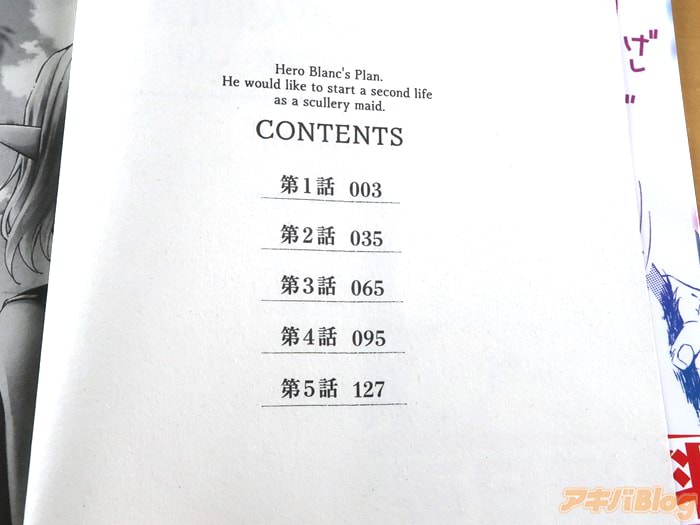 Hero Blanc's Plan.
He would like to start a second life
as a scullery maid.
CONTENTS
第1話 003
第2話 035
第3話 065
第4話 095
第5話 127
げ
アキバBlog